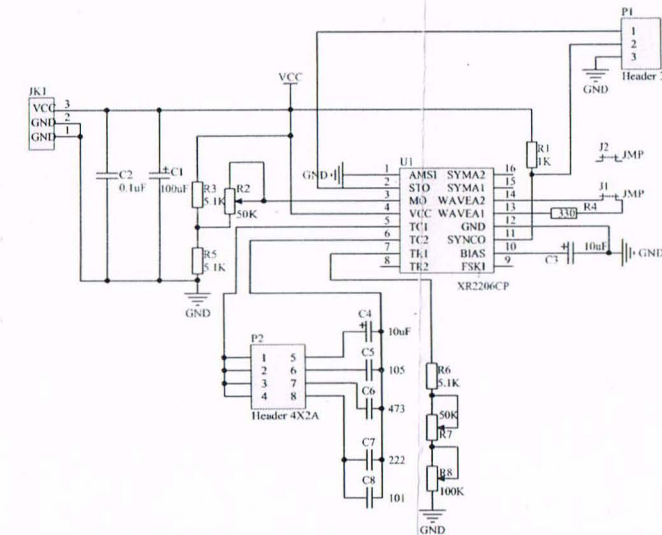 P1
1
2
3
GND
Header 3
JK1
VCC 3
GND 2
GND 1
VCC
C2
0.1uF
C1
100uF
R3
5.1K
R2
50K
R5
5.1K
GND
R1
1K
J2
JMP
J1
JMP
330 R4
U1
GND
1 AMSI SYMA2 16
2 STO SYMA1 15
3 MO WAVEA2 14
4 VCC WAVEA1 13
5 TC1 GND 12
6 TC2 SYNCO 11
7 TR1 BIAS 10
8 TR2 FSKI 9
XR2206CP
10uF
C3
GND
P2
1 5
2 6
3 7
4 8
Header 4X2A
C4
10uF
C5
105
C6
473
C7
222
C8
101
R6
5.1K
50K
R7
R8
100K
GND